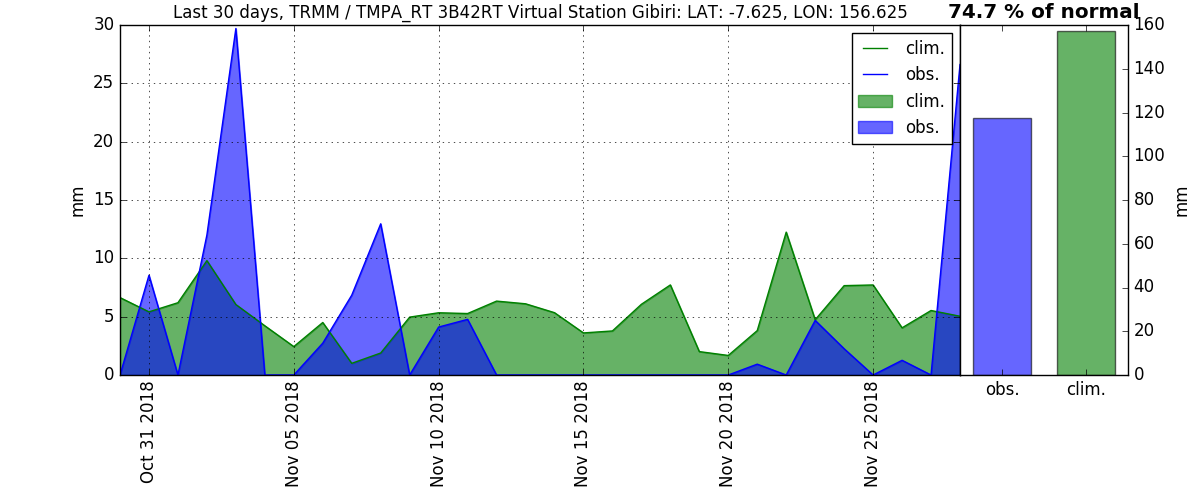 Last 30 days, TRMM / TMPA_RT 3B42RT Virtual Station Gibiri: LAT: -7.625, LON: 156.625
74.7 % of normal
30
25
20
15
10
5
0
mm
clim.
obs.
clim.
obs.
160
140
120
100
80
60
40
20
0
mm
Oct 31 2018
Nov 05 2018
Nov 10 2018
Nov 15 2018
Nov 20 2018
Nov 25 2018
obs.
clim.